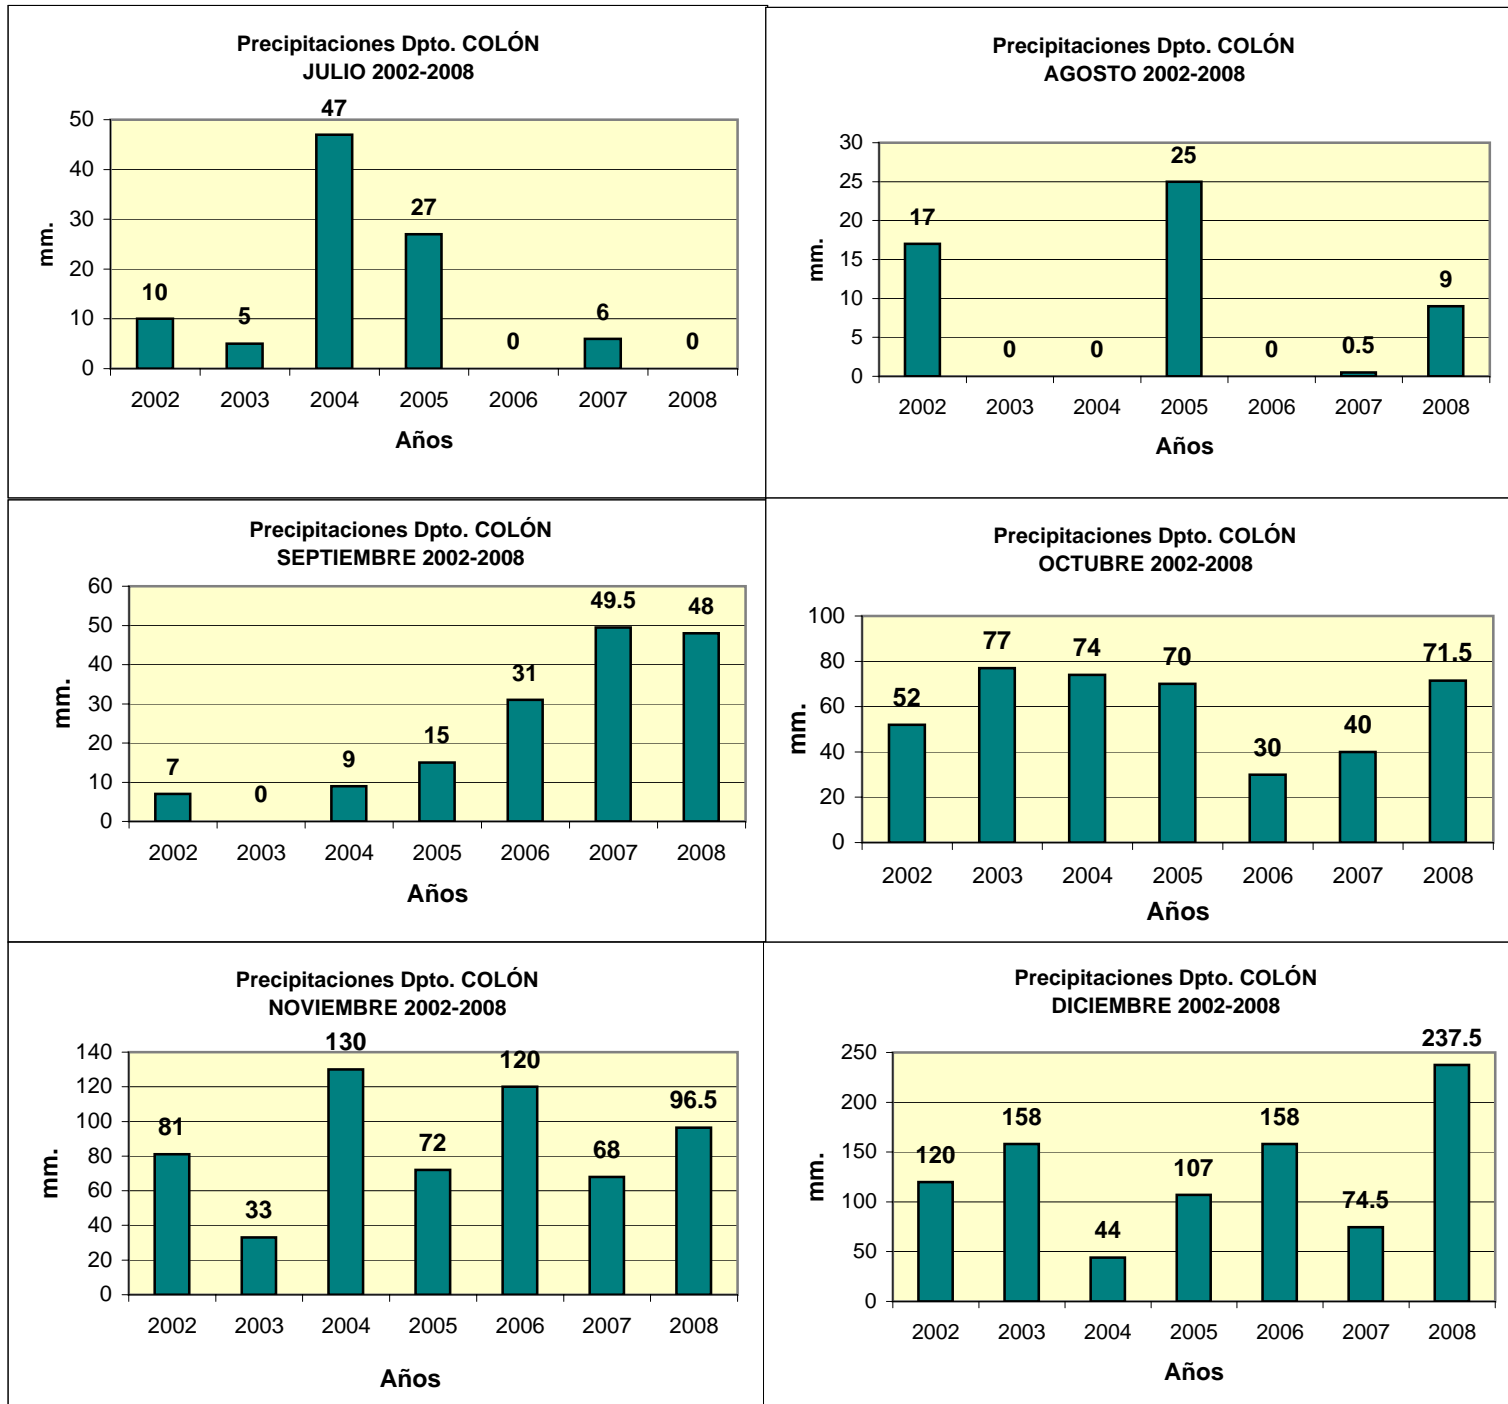 Precipitaciones Dpto. COLÓN
JULIO 2002-2008
50
40
30
20
10
0
mm.
10
5
47
27
0
6
0
2002 2003 2004 2005 2006 2007 2008
Años
Precipitaciones Dpto. COLÓN
AGOSTO 2002-2008
30
25
20
15
10
5
0
mm.
17
0
0
25
0
0.5
9
2002 2003 2004 2005 2006 2007 2008
Años
Precipitaciones Dpto. COLÓN
SEPTIEMBRE 2002-2008
60
50
40
30
20
10
0
mm.
7
0
9
15
31
49.5
48
2002 2003 2004 2005 2006 2007 2008
Años
Precipitaciones Dpto. COLÓN
OCTUBRE 2002-2008
100
80
60
40
20
0
mm.
52
77
74
70
30
40
71.5
2002 2003 2004 2005 2006 2007 2008
Años
Precipitaciones Dpto. COLÓN
NOVIEMBRE 2002-2008
140
120
100
80
60
40
20
0
mm.
81
33
130
72
120
68
96.5
2002 2003 2004 2005 2006 2007 2008
Años
Precipitaciones Dpto. COLÓN
DICIEMBRE 2002-2008
250
200
150
100
50
0
mm.
120
158
44
107
158
74.5
237.5
2002 2003 2004 2005 2006 2007 2008
Años